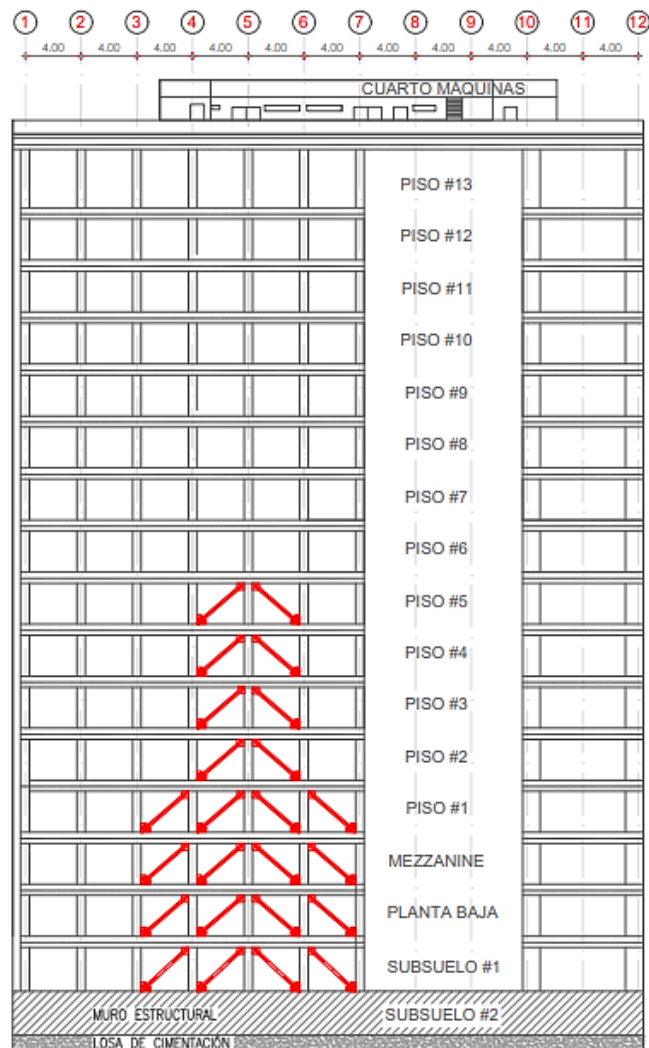 1 2 3 4 5 6 7 8 9 10 11 12
4.00 4.00 4.00 4.00 4.00 4.00 4.00 4.00 4.00 4.00 4.00
CUARTO MAQUINAS
PISO #13
PISO #12
PISO #11
PISO #10
PISO #9
PISO #8
PISO #7
PISO #6
PISO #5
PISO #4
PISO #3
PISO #2
PISO #1
MEZZANINE
PLANTA BAJA
SUBSUELO #1
MURO ESTRUCTURAL SUBSUELO #2
LOSA DE CIMENTACIÓN